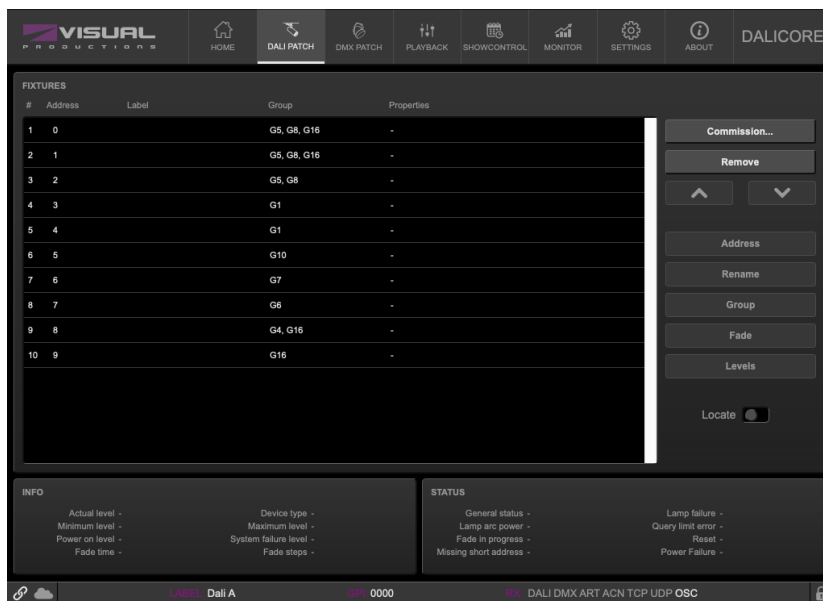 VISUAL
PRODUCTIONS
HOME
DALI PATCH
DMX PATCH
PLAYBACK
SHOWCONTROL
MONITOR
SETTINGS
ABOUT
DALICORE
FIXTURES
# Address Label Group Properties
1 0 G5, G8, G16 -
2 1 G5, G8, G16 -
3 2 G5, G8 -
4 3 G1 -
5 4 G1 -
6 5 G10 -
7 6 G7 -
8 7 G6 -
9 8 G4, G16 -
10 9 G16 -
Commission...
Remove
Address
Rename
Group
Fade
Levels
Locate
INFO
Actual level - Device type -
Minimum level - Maximum level -
Power on level - System failure level -
Fade time - Fade steps -
STATUS
General status - Lamp failure -
Lamp arc power - Query limit error -
Fade in progress - Reset -
Missing short address - Power Failure -
LABEL: Dali A GPI: 0000 RX: DALI DMX ART ACN TCP UDP OSC